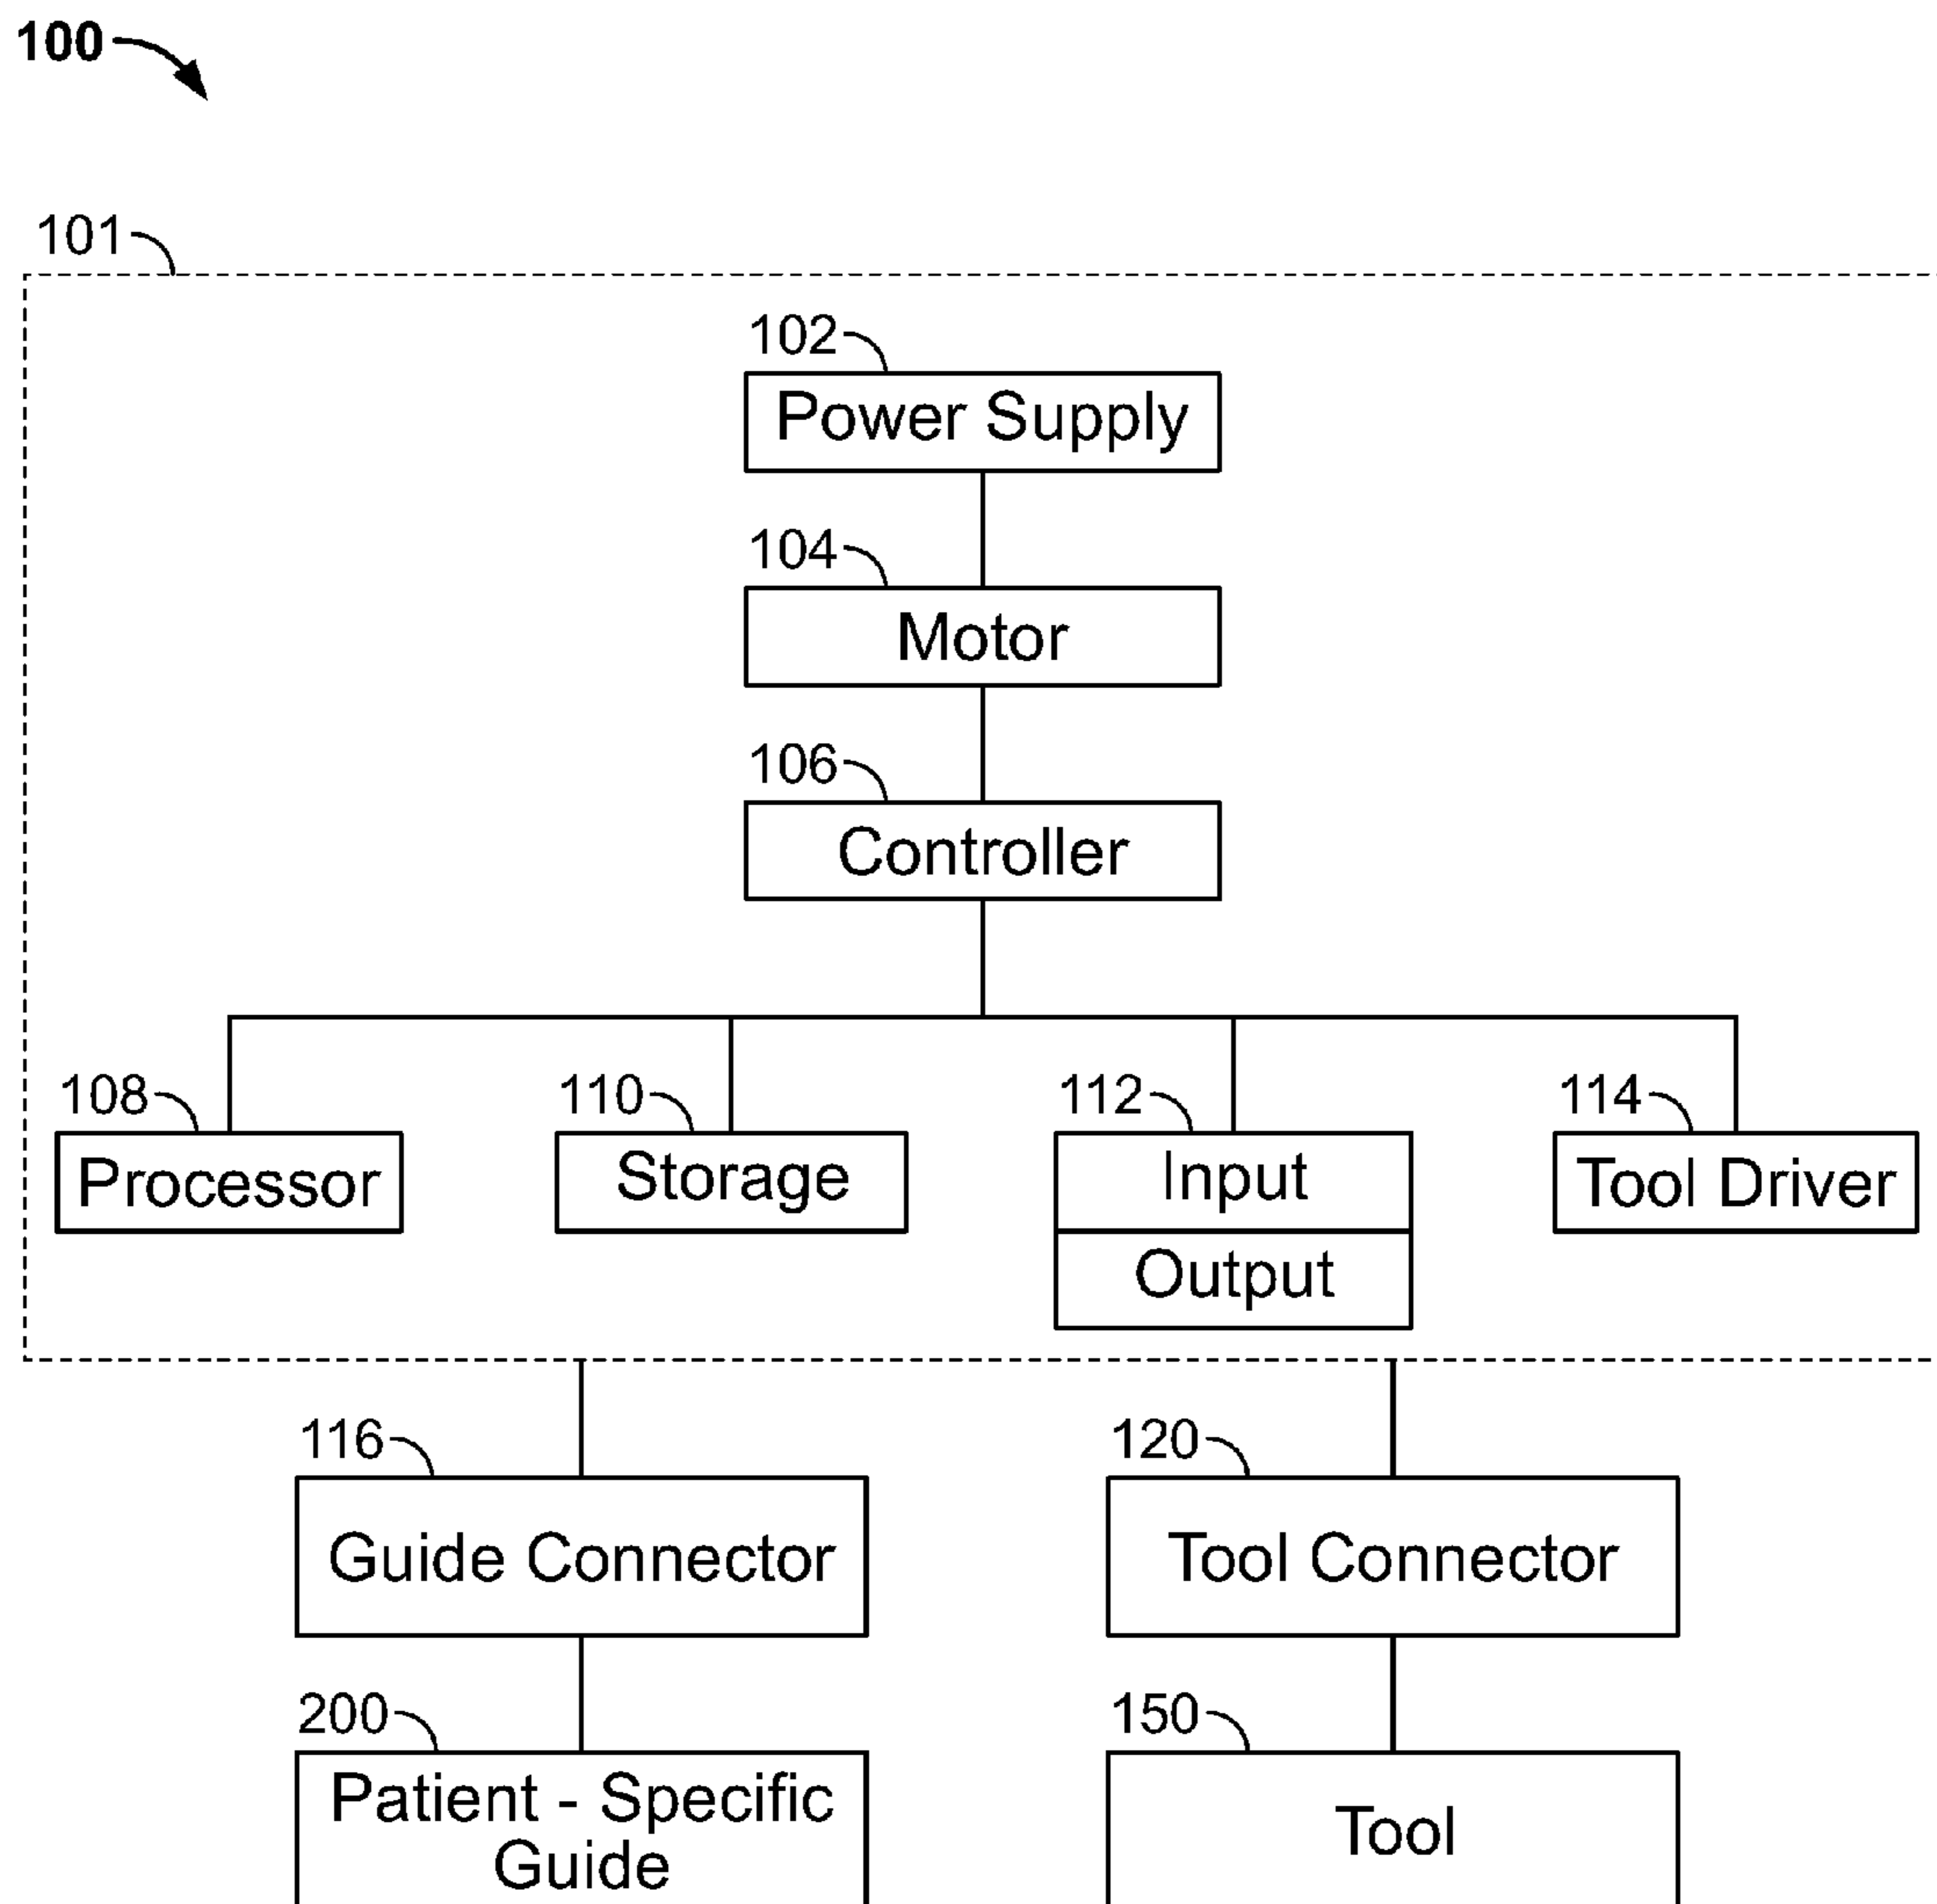 100
101
102
Power Supply
104
Motor
106
Controller
108
110
112
114
Processor
Storage
Input
Tool Driver
Output
116
120
Guide Connector
Tool Connector
200
150
Patient - Specific
Guide
Tool